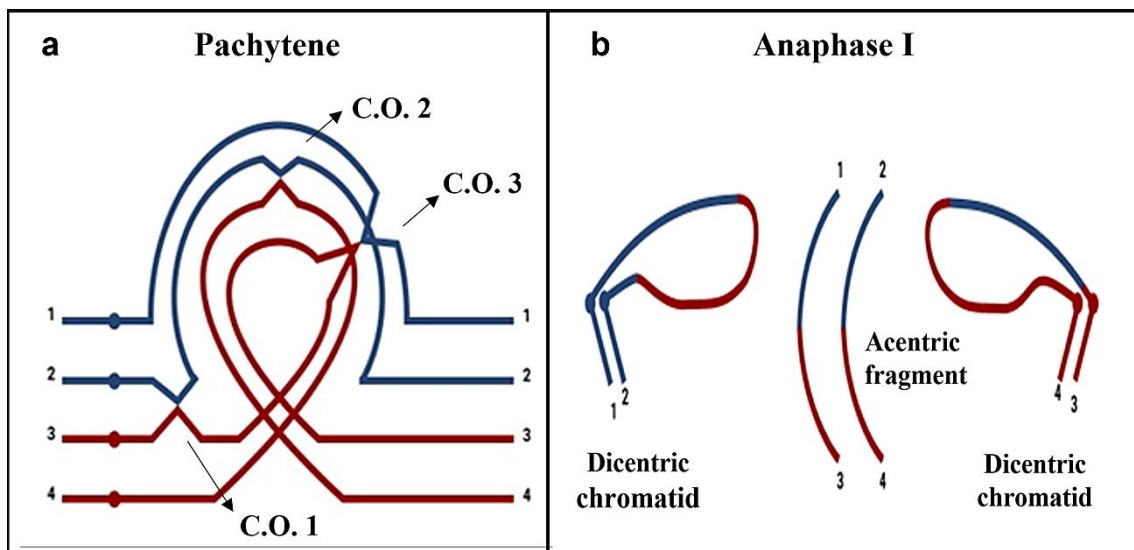 a
Pachytene
C.O. 2
C.O. 3
1
1
2
2
3
3
4
4
C.O. 1
b
Anaphase I
1
2
Acentric
fragment
1
2
4
3
3
4
Dicentric
chromatid
Dicentric
chromatid